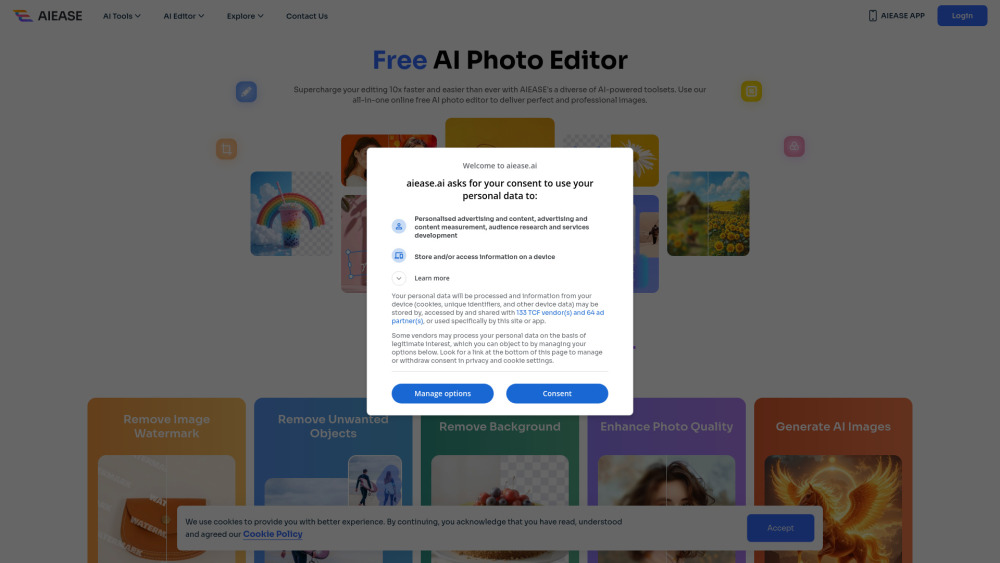 AIEASE
AI Tools
AI Editor
Explore
Contact Us
AIEASE APP
Login
Free AI Photo Editor
Supercharge your editing 10x faster and easier than ever with AIEASE's a diverse of AI-powered toolsets. Use our
all-in-one online free AI photo editor to deliver perfect and professional images.
Welcome to aiease.ai
aiease.ai asks for your consent to use your
personal data to:
Personalised advertising and content, advertising and
content measurement, audience research and services
development
Store and/or access information on a device
Learn more
Your personal data will be processed and information from your
device (cookies, unique identifiers, and other device data) may be
stored by, accessed by and shared with 133 TCF vendor(s) and 64 ad
partner(s), or used specifically by this site or app.
Some vendors may process your personal data on the basis of
legitimate interest, which you can object to by managing your
options below. Look for a link at the bottom of this page to manage
or withdraw consent in privacy and cookie settings.
Manage options
Consent
Remove Image
Watermark
Remove Unwanted
Objects
Remove Background
Enhance Photo Quality
Generate AI Images
We use cookies to provide you with better experience. By continuing, you acknowledge that you have read, understood
and agreed our Cookie Policy
Accept